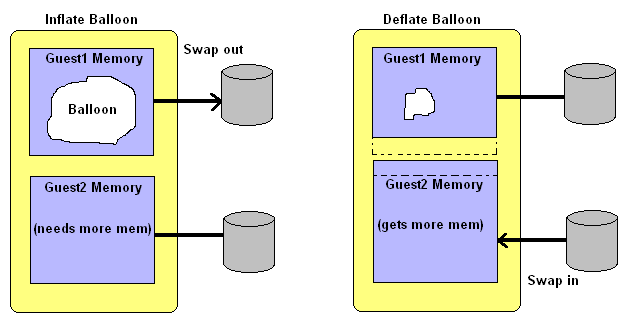 Inflate Balloon
Guest1 Memory
Swap out
Balloon
Guest2 Memory
(needs more mem)
Deflate Balloon
Guest1 Memory
Guest2 Memory
(gets more mem)
Swap in